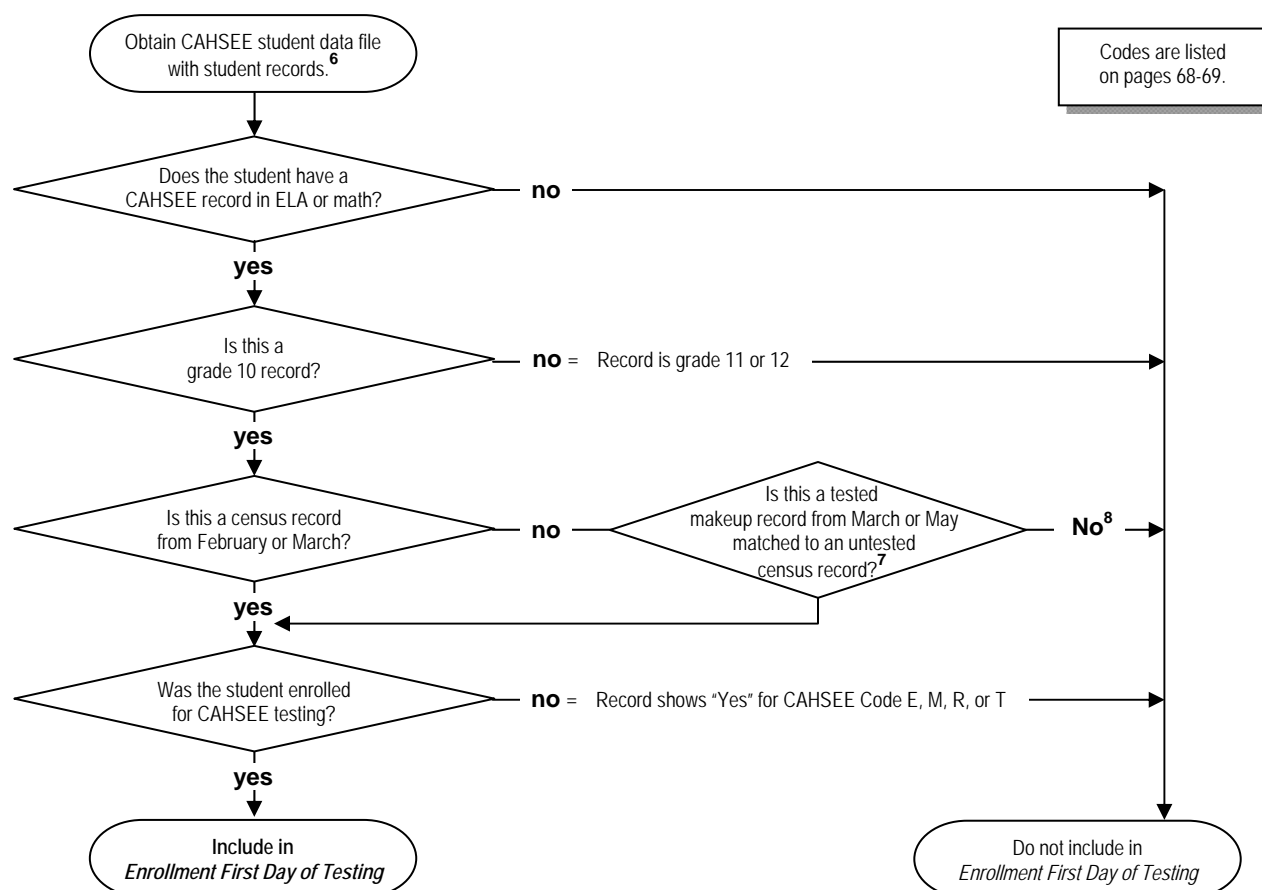 Obtain CAHSEE student data file
with student records.6
Codes are listed
on pages 68-69.
Does the student have a
CAHSEE record in ELA or math?
no
yes
Is this a
grade 10 record?
no = Record is grade 11 or 12
yes
Is this a census record
from February or March?
no
Is this a tested
makeup record from March or May
matched to an untested
census record?7
No8
yes
Was the student enrolled
for CAHSEE testing?
no = Record shows “Yes” for CAHSEE Code E, M, R, or T
yes
Include in
Enrollment First Day of Testing
Do not include in
Enrollment First Day of Testing